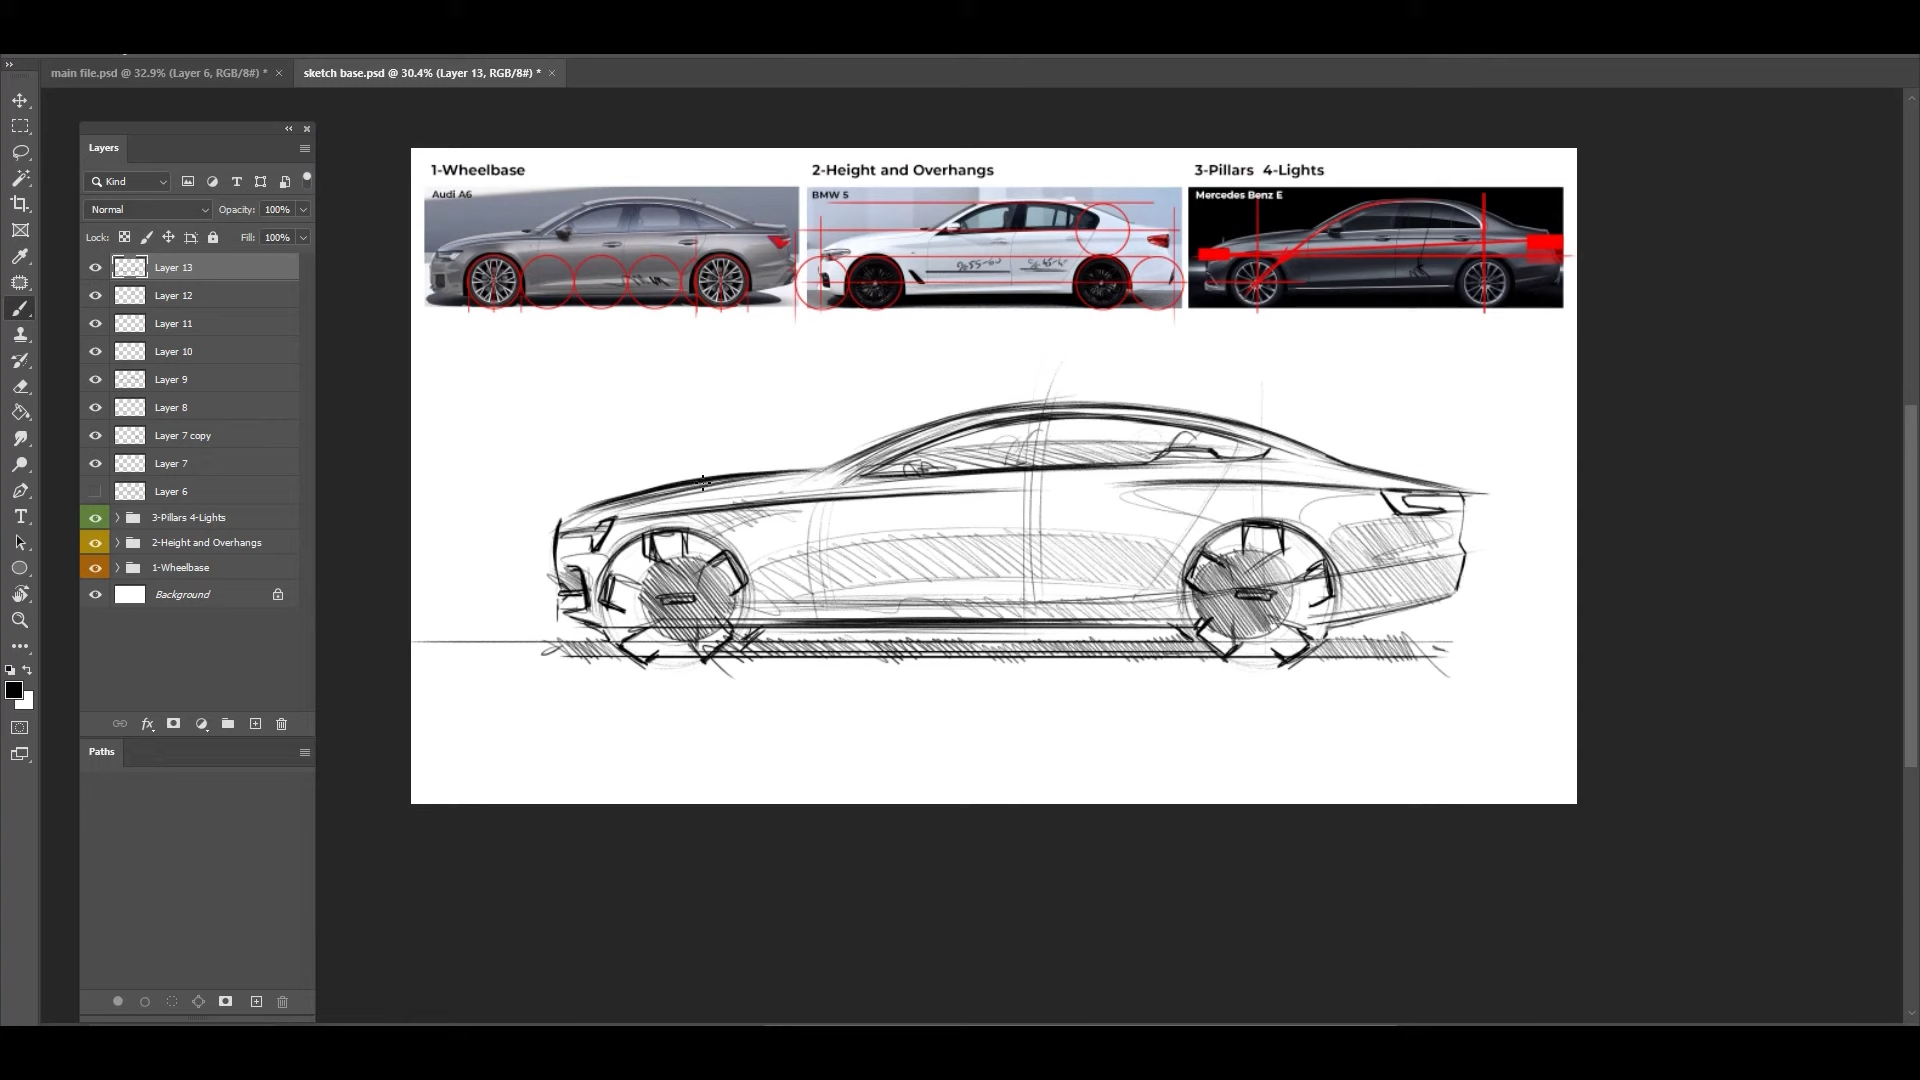 main file.psd @ 32.9% (Layer 6, RGB/8#) *
sketch base.psd @ 30.4% (Layer 13, RGB/8#) *
Layers
Kind
Normal
Opacity: 100%
Lock:
Fill: 100%
Layer 13
Layer 12
Layer 11
Layer 10
Layer 9
Layer 8
Layer 7 copy
Layer 7
Layer 6
3-Pillars 4-Lights
2-Height and Overhangs
1-Wheelbase
Background
fx
Paths
1-Wheelbase
Audi A6
2-Height and Overhangs
BMW 5
3-Pillars 4-Lights
Mercedes Benz E